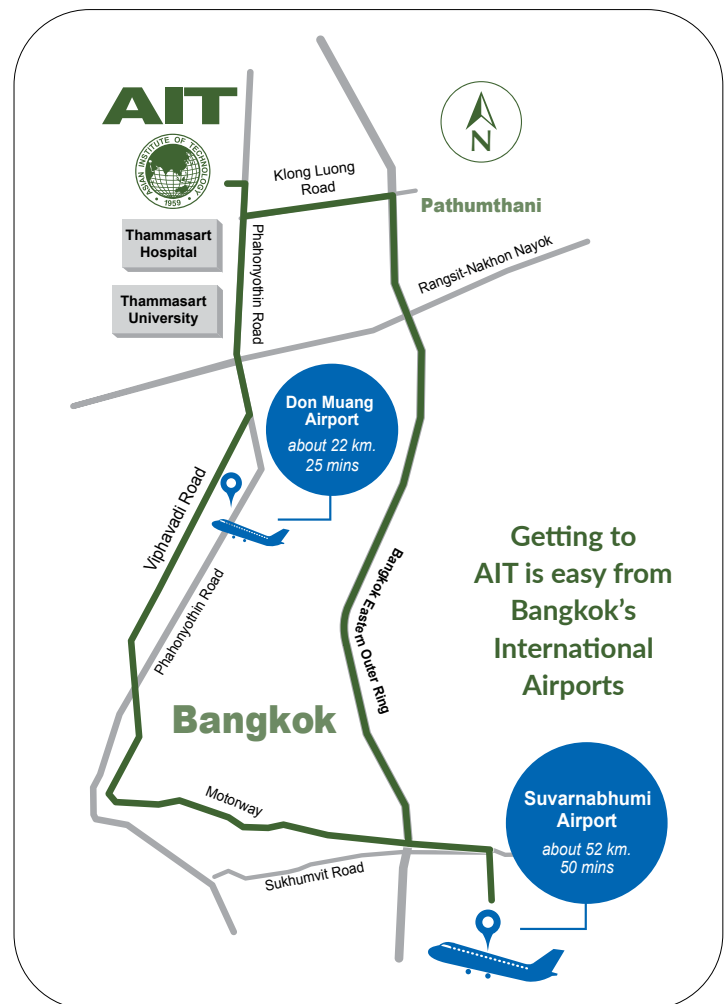 AIT
ASIAN INSTITUTE OF TECHNOLOGY
1959
N
Klong Luong
Road
Pathumthani
Thammasart
Hospital
Phahonyothin Road
Rangsit-Nakhon Nayok
Thammasart
University
Don Muang
Airport
about 22 km.
25 mins
Viphavadi Road
Phahonyothin Road
Bangkok Eastern Outer Ring
Getting to
AIT is easy from
Bangkok’s
International
Airports
Bangkok
Motorway
Suvarnabhumi
Airport
about 52 km.
50 mins
Sukhumvit Road